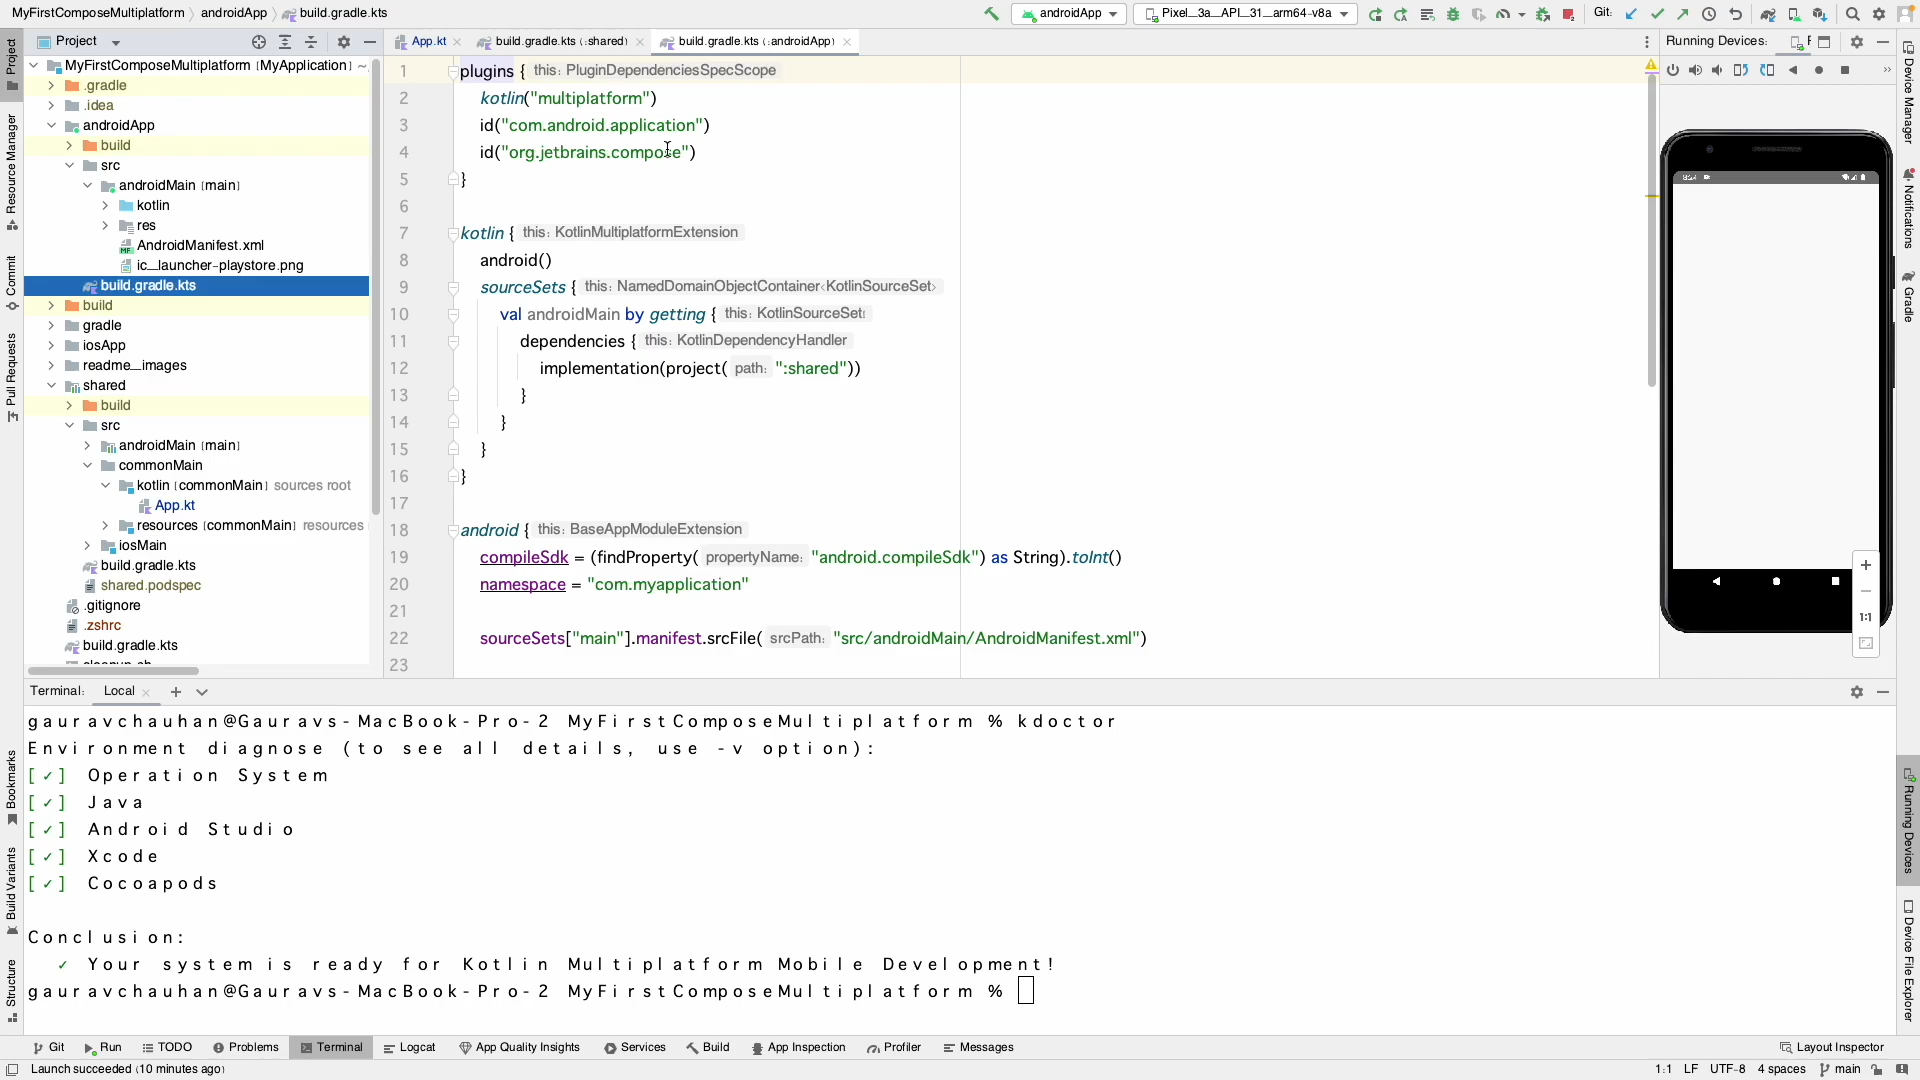 MyFirstComposeMultiplatform
androidApp
build.gradle.kts
androidApp
Pixel_3a_API_31_arm64-v8a
Git:
Project
App.kt
build.gradle.kts (:shared)
build.gradle.kts (:androidApp)
Running Devices:
MyFirstComposeMultiplatform [MyApplication] ~
.gradle
.idea
androidApp
build
src
androidMain [main]
kotlin
res
AndroidManifest.xml
ic_launcher-playstore.png
build.gradle.kts
build
gradle
iosApp
readme_images
shared
build
src
androidMain [main]
commonMain
kotlin [commonMain] sources root
App.kt
resources [commonMain] resources
iosMain
build.gradle.kts
shared.podspec
.gitignore
.zshrc
build.gradle.kts
1 plugins { this: PluginDependenciesSpecScope
2 kotlin("multiplatform")
3 id("com.android.application")
4 id("org.jetbrains.compose")
5 }
6
7 kotlin { this: KotlinMultiplatformExtension
8 android()
9 sourceSets { this: NamedDomainObjectContainer<KotlinSourceSet>
10 val androidMain by getting { this: KotlinSourceSet!
11 dependencies { this: KotlinDependencyHandler
12 implementation(project( path: ":shared"))
13 }
14 }
15 }
16 }
17
18 android { this: BaseAppModuleExtension
19 compileSdk = (findProperty( propertyName: "android.compileSdk") as String).toInt()
20 namespace = "com.myapplication"
21
22 sourceSets["main"].manifest.srcFile( srcPath: "src/androidMain/AndroidManifest.xml")
23
1:1
Terminal:
Local
gauravchauhan@Gauravs-MacBook-Pro-2 MyFirstComposeMultiplatform % kdoctor
Environment diagnose (to see all details, use -v option):
[✓] Operation System
[✓] Java
[✓] Android Studio
[✓] Xcode
[✓] Cocoapods
Conclusion:
✓ Your system is ready for Kotlin Multiplatform Mobile Development!
gauravchauhan@Gauravs-MacBook-Pro-2 MyFirstComposeMultiplatform %
Project
Resource Manager
Commit
Pull Requests
Bookmarks
Build Variants
Structure
Device Manager
Notifications
Gradle
Running Devices
Device File Explorer
Git
Run
TODO
Problems
Terminal
Logcat
App Quality Insights
Services
Build
App Inspection
Profiler
Messages
Layout Inspector
Launch succeeded (10 minutes ago)
1:1 LF UTF-8 4 spaces main